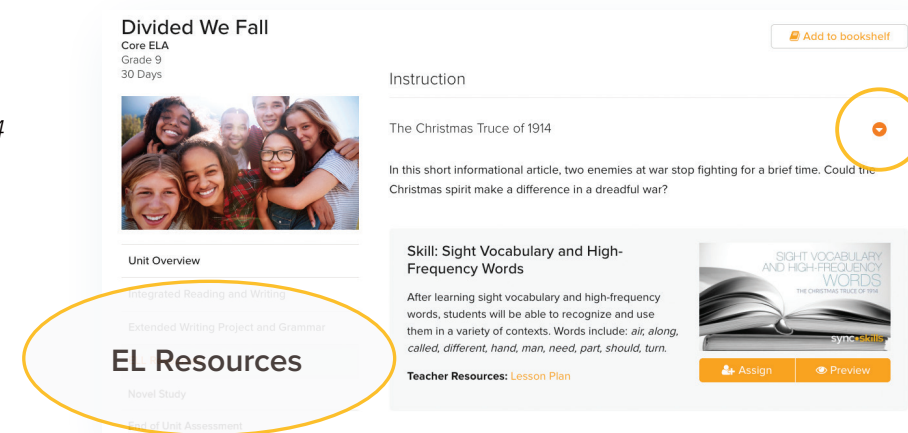 4
Divided We Fall
Core ELA
Grade 9
30 Days
Add to bookshelf
Instruction
The Christmas Truce of 1914
In this short informational article, two enemies at war stop fighting for a brief time. Could the
Christmas spirit make a difference in a dreadful war?
Unit Overview
Integrated Reading and Writing
Extended Writing Project and Grammar
EL Resources
Novel Study
End of Unit Assessment
Skill: Sight Vocabulary and High-
Frequency Words
After learning sight vocabulary and high-frequency
words, students will be able to recognize and use
them in a variety of contexts. Words include: air, along,
called, different, hand, man, need, part, should, turn.
Teacher Resources: Lesson Plan
SIGHT VOCABULARY
AND HIGH-FREQUENCY
WORDS
THE CHRISTMAS TRUCE OF 1914
sync•skills
Assign
Preview